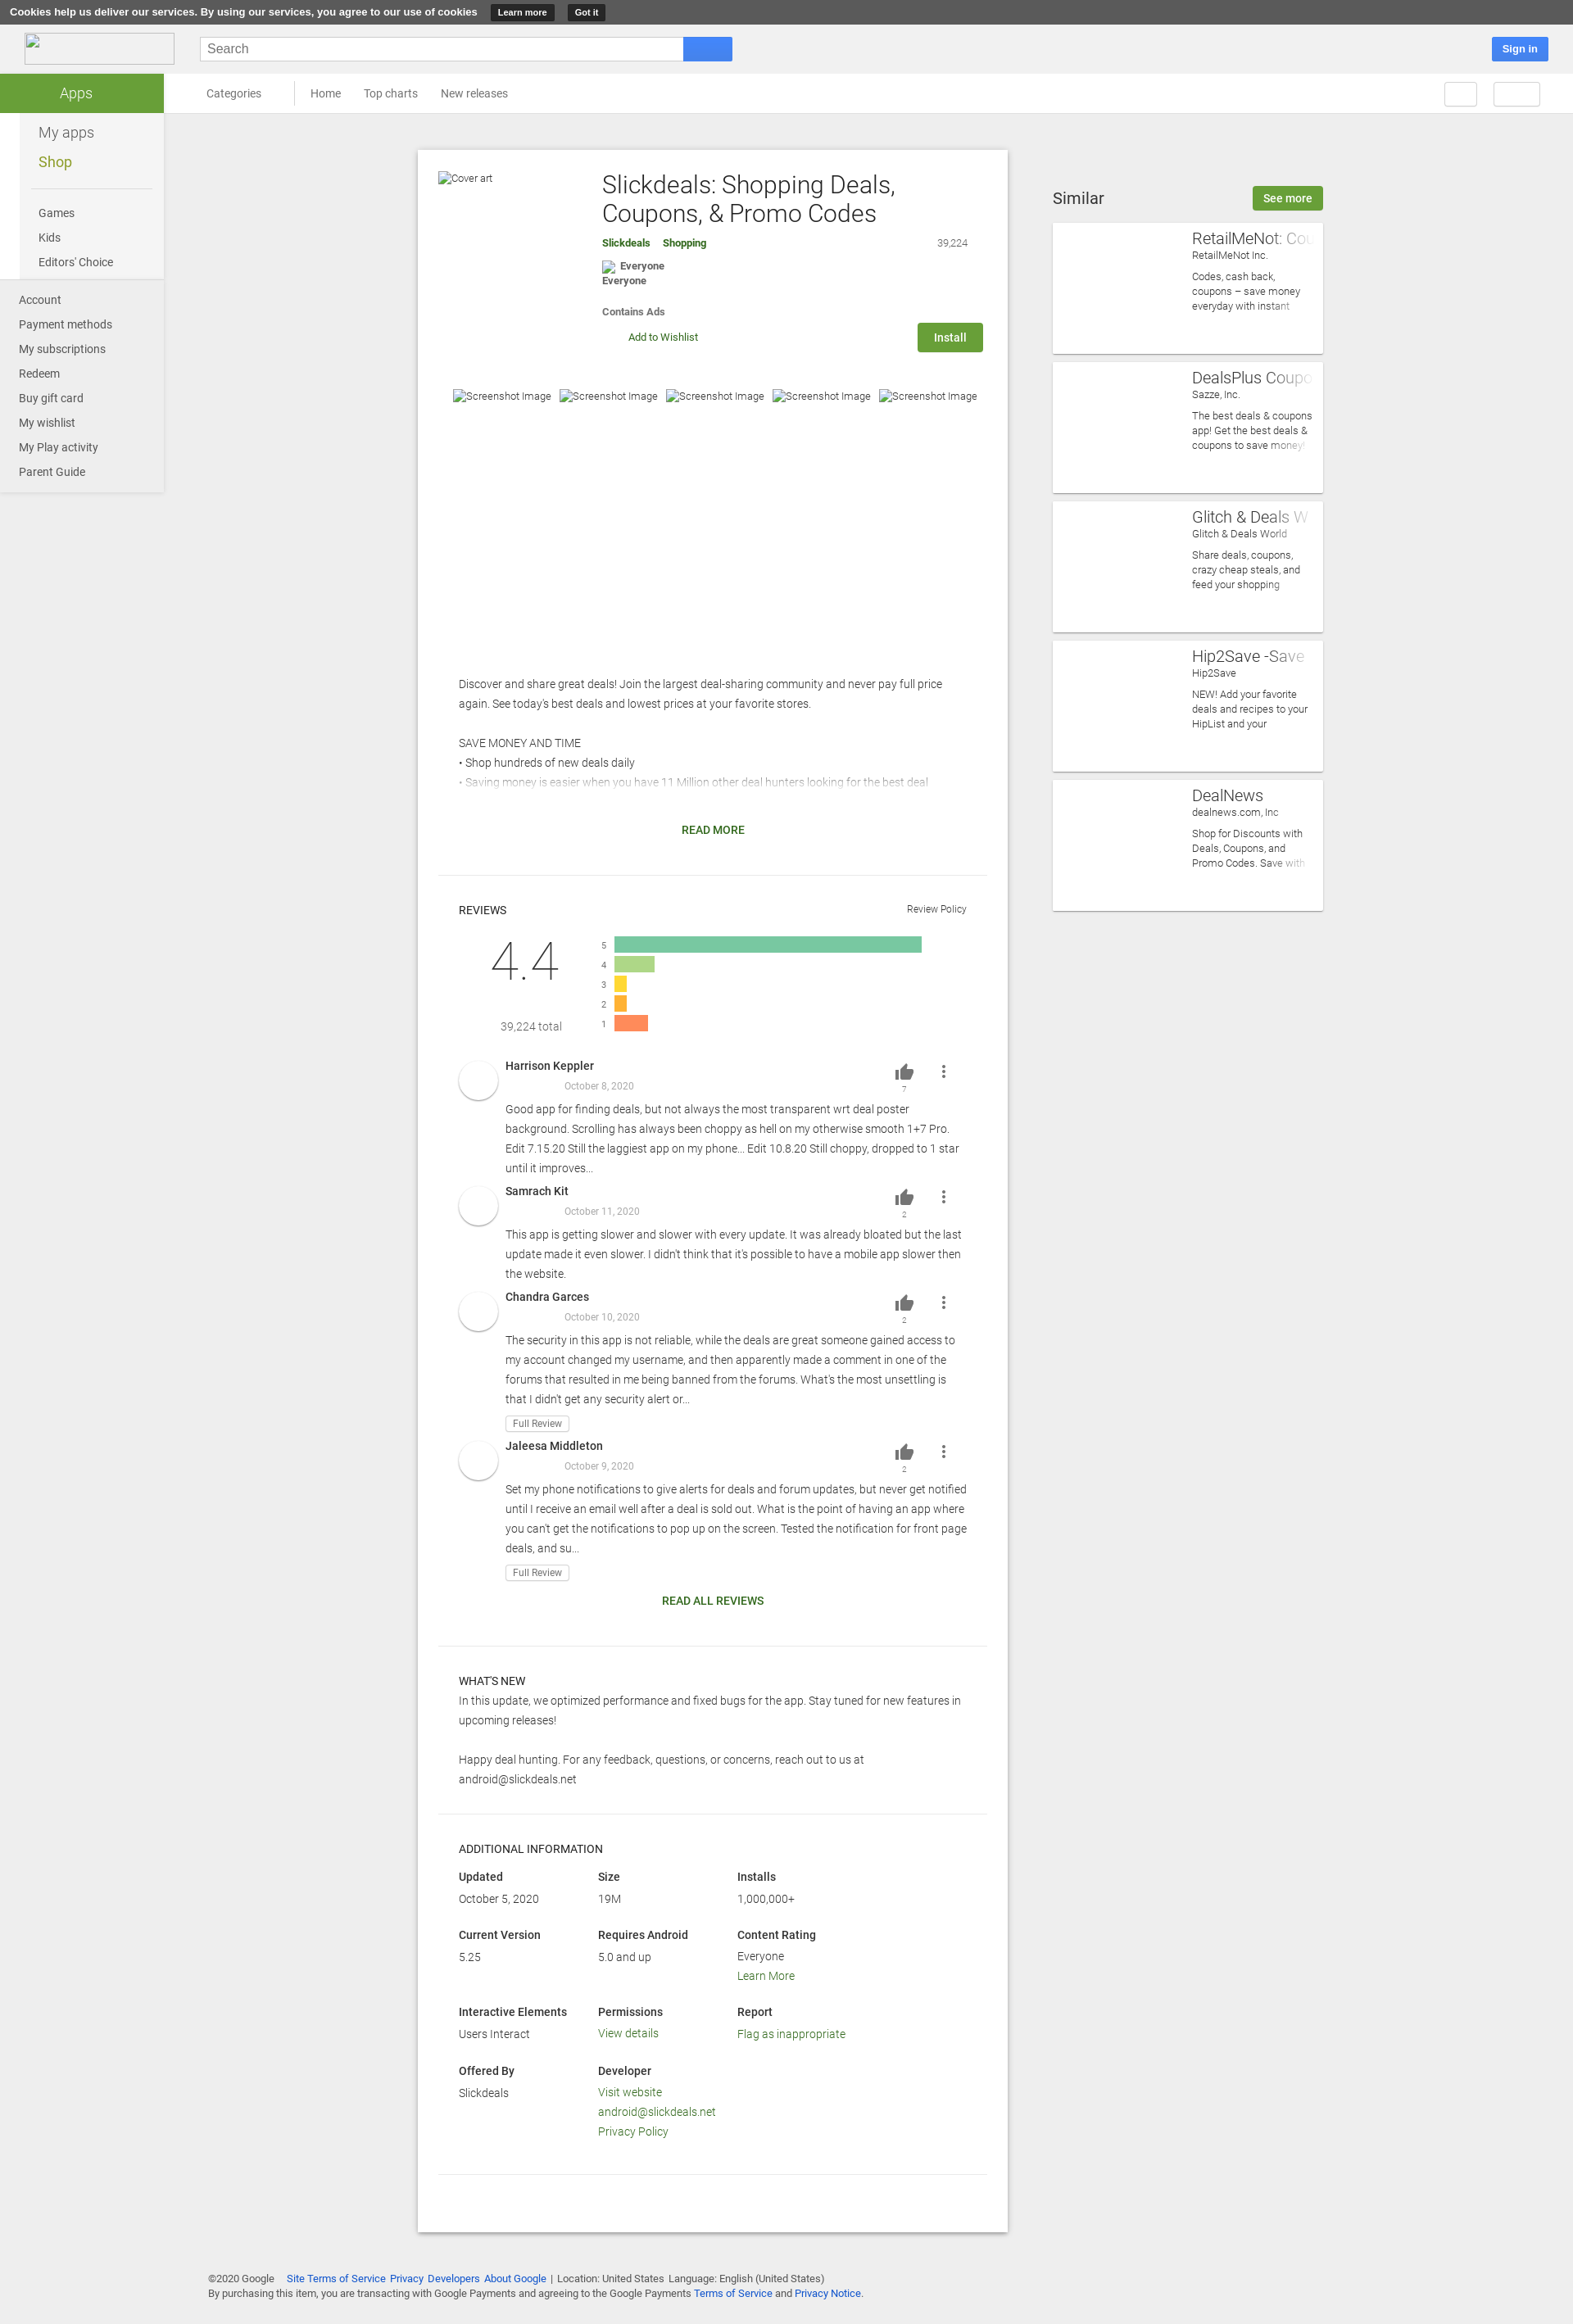 Cookies help us deliver our services. By using our services, you agree to our use of cookies Learn more Got it
Search
Sign in
Apps
Categories Home Top charts New releases
My apps
Shop
Games
Kids
Editors' Choice
Account
Payment methods
My subscriptions
Redeem
Buy gift card
My wishlist
My Play activity
Parent Guide
Cover art
Slickdeals: Shopping Deals,
Coupons, & Promo Codes
Slickdeals Shopping 39,224
Everyone
Everyone
Contains Ads
Add to Wishlist
Install
Screenshot Image Screenshot Image Screenshot Image Screenshot Image Screenshot Image
Discover and share great deals! Join the largest deal-sharing community and never pay full price
again. See today's best deals and lowest prices at your favorite stores.
SAVE MONEY AND TIME
• Shop hundreds of new deals daily
• Saving money is easier when you have 11 Million other deal hunters looking for the best deal
READ MORE
REVIEWS
Review Policy
4.4
39,224 total
5
4
3
2
1
Harrison Keppler
October 8, 2020
7
Good app for finding deals, but not always the most transparent wrt deal poster
background. Scrolling has always been choppy as hell on my otherwise smooth 1+7 Pro.
Edit 7.15.20 Still the laggiest app on my phone... Edit 10.8.20 Still choppy, dropped to 1 star
until it improves...
Samrach Kit
October 11, 2020
2
This app is getting slower and slower with every update. It was already bloated but the last
update made it even slower. I didn't think that it's possible to have a mobile app slower then
the website.
Chandra Garces
October 10, 2020
2
The security in this app is not reliable, while the deals are great someone gained access to
my account changed my username, and then apparently made a comment in one of the
forums that resulted in me being banned from the forums. What's the most unsettling is
that I didn't get any security alert or...
Full Review
Jaleesa Middleton
October 9, 2020
2
Set my phone notifications to give alerts for deals and forum updates, but never get notified
until I receive an email well after a deal is sold out. What is the point of having an app where
you can't get the notifications to pop up on the screen. Tested the notification for front page
deals, and su...
Full Review
READ ALL REVIEWS
WHAT'S NEW
In this update, we optimized performance and fixed bugs for the app. Stay tuned for new features in
upcoming releases!
Happy deal hunting. For any feedback, questions, or concerns, reach out to us at
android@slickdeals.net
ADDITIONAL INFORMATION
Updated
October 5, 2020
Size
19M
Installs
1,000,000+
Current Version
5.25
Requires Android
5.0 and up
Content Rating
Everyone
Learn More
Interactive Elements
Users Interact
Permissions
View details
Report
Flag as inappropriate
Offered By
Slickdeals
Developer
Visit website
android@slickdeals.net
Privacy Policy
Similar
See more
RetailMeNot: Cou
RetailMeNot Inc.
Codes, cash back,
coupons – save money
everyday with instant
DealsPlus Coupo
Sazze, Inc.
The best deals & coupons
app! Get the best deals &
coupons to save money!
Glitch & Deals W
Glitch & Deals World
Share deals, coupons,
crazy cheap steals, and
feed your shopping
Hip2Save -Save
Hip2Save
NEW! Add your favorite
deals and recipes to your
HipList and your
DealNews
dealnews.com, Inc
Shop for Discounts with
Deals, Coupons, and
Promo Codes. Save with
©2020 Google Site Terms of Service Privacy Developers About Google | Location: United States Language: English (United States)
By purchasing this item, you are transacting with Google Payments and agreeing to the Google Payments Terms of Service and Privacy Notice.